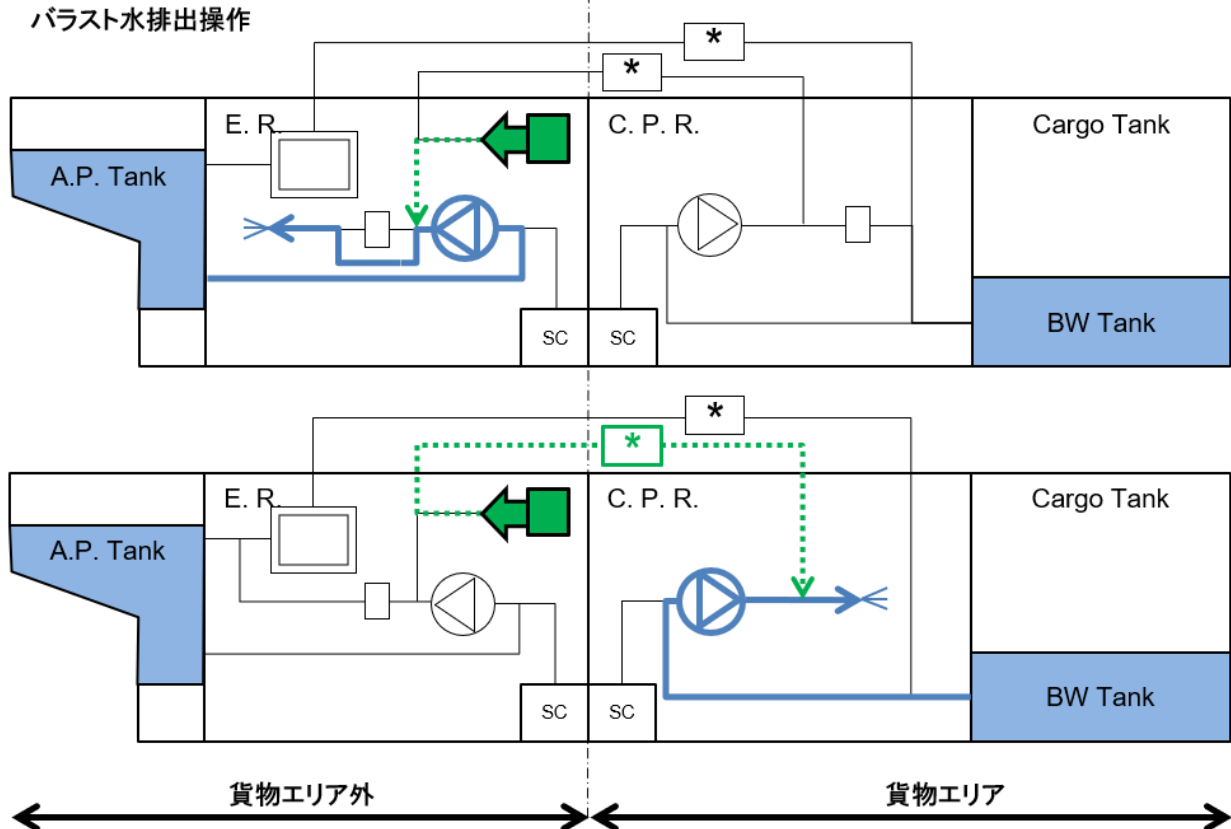 バラスト水排出操作
*
*
E. R.
C. P. R.
Cargo Tank
A.P. Tank
SC
SC
BW Tank
*
*
E. R.
C. P. R.
Cargo Tank
A.P. Tank
SC
SC
BW Tank
貨物エリア外
貨物エリア